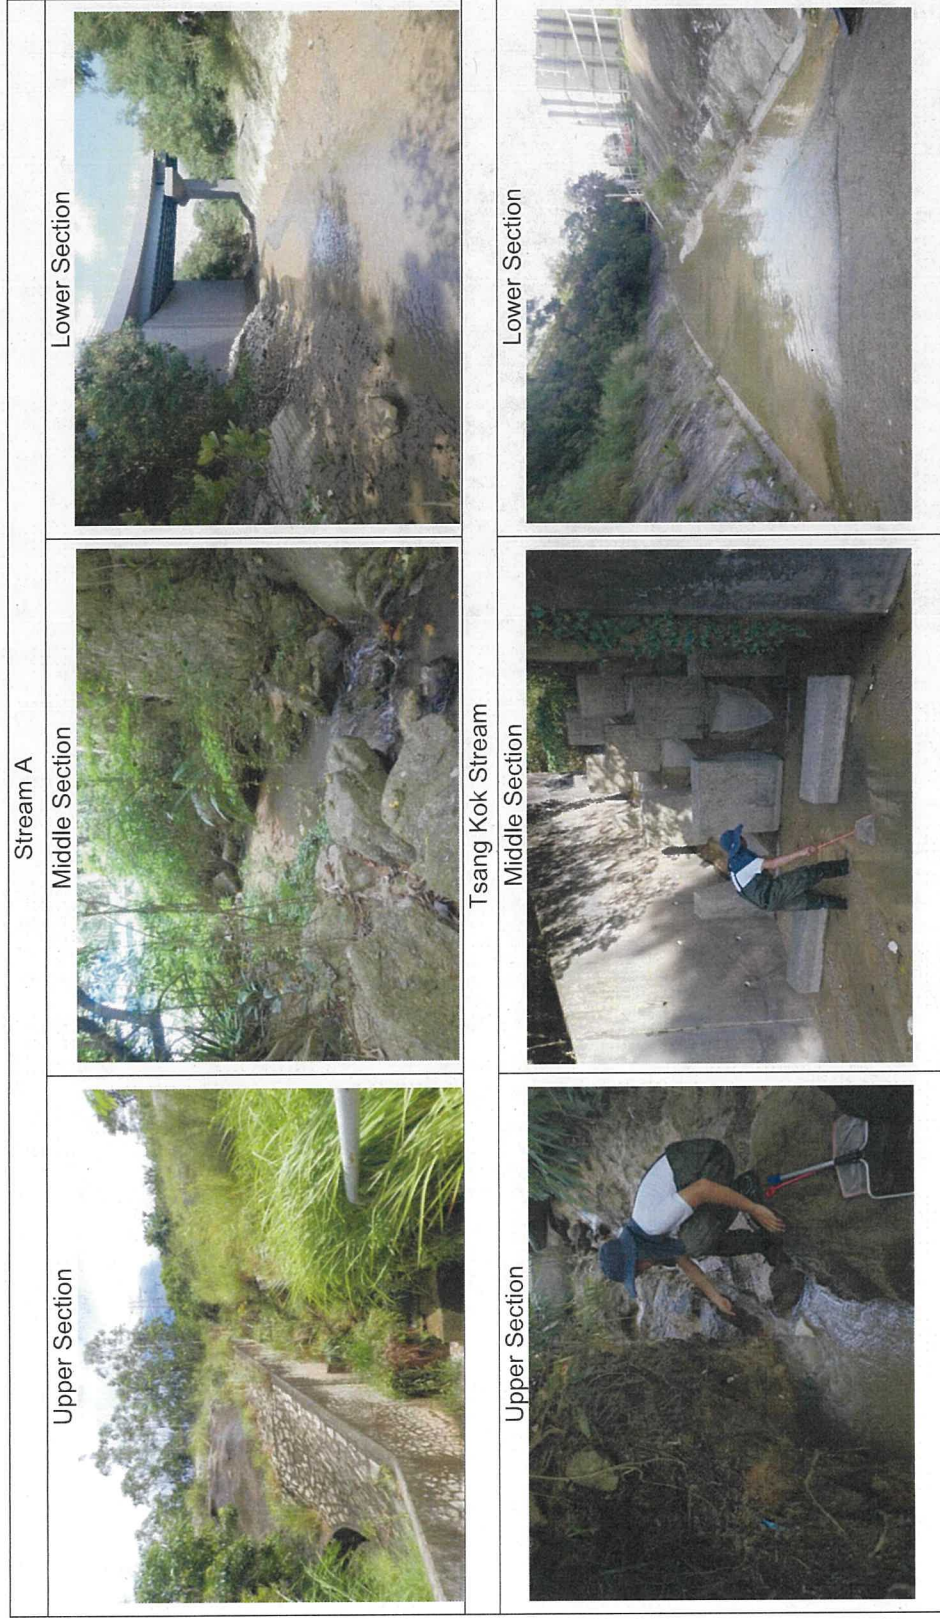 Stream A
Upper Section
Middle Section
Lower Section
Tsang Kok Stream
Upper Section
Middle Section
Lower Section